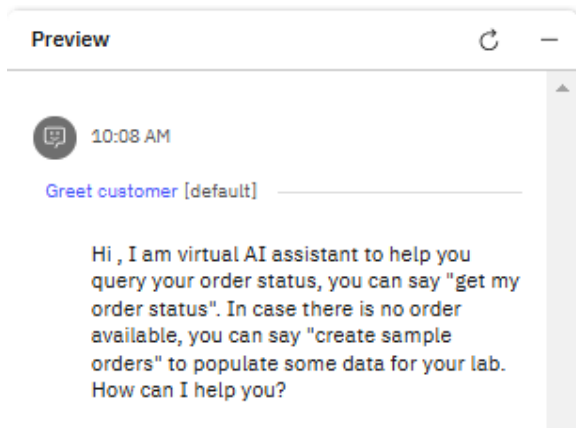 Preview
10:08 AM
Greet customer [default]
Hi , I am virtual AI assistant to help you
query your order status, you can say "get my
order status". In case there is no order
available, you can say "create sample
orders" to populate some data for your lab.
How can I help you?